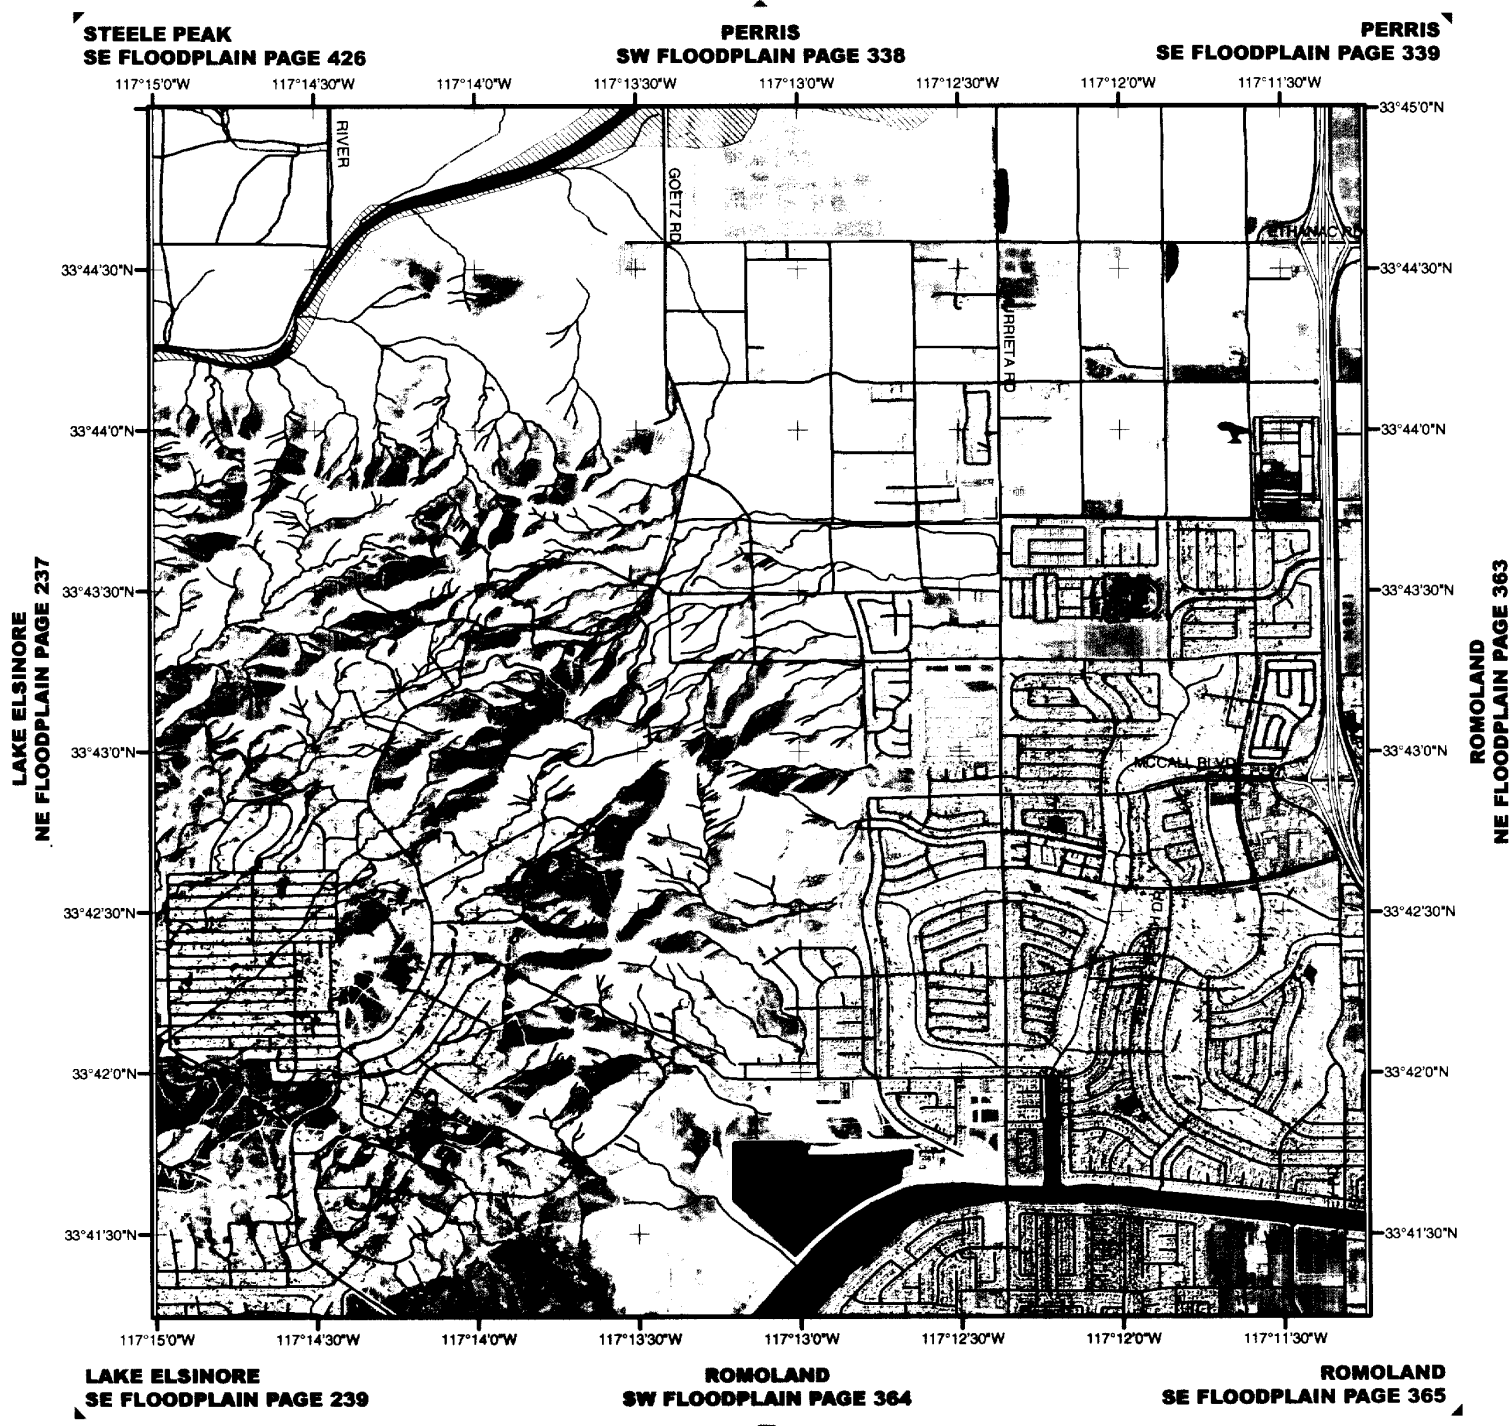 STEELE PEAK
SE FLOODPLAIN PAGE 426
PERRIS
SW FLOODPLAIN PAGE 338
PERRIS
SE FLOODPLAIN PAGE 339
117°15'0"W
117°14'30"W
117°14'0"W
117°13'30"W
117°13'0"W
117°12'30"W
117°12'0"W
117°11'30"W
33°45'0"N
RIVER
GOETZ RD
ETHANAC RD
33°44'30"N
33°44'30"N
33°44'0"N
33°44'0"N
33°43'30"N
33°43'30"N
LAKE ELSINORE
NE FLOODPLAIN PAGE 237
ROMOLAND
NE FLOODPLAIN PAGE 363
33°43'0"N
33°43'0"N
MCCALL BLVD
33°42'30"N
33°42'30"N
33°42'0"N
33°42'0"N
33°41'30"N
33°41'30"N
117°15'0"W
117°14'30"W
117°14'0"W
117°13'30"W
117°13'0"W
117°12'30"W
117°12'0"W
117°11'30"W
LAKE ELSINORE
SE FLOODPLAIN PAGE 239
ROMOLAND
SW FLOODPLAIN PAGE 364
ROMOLAND
SE FLOODPLAIN PAGE 365